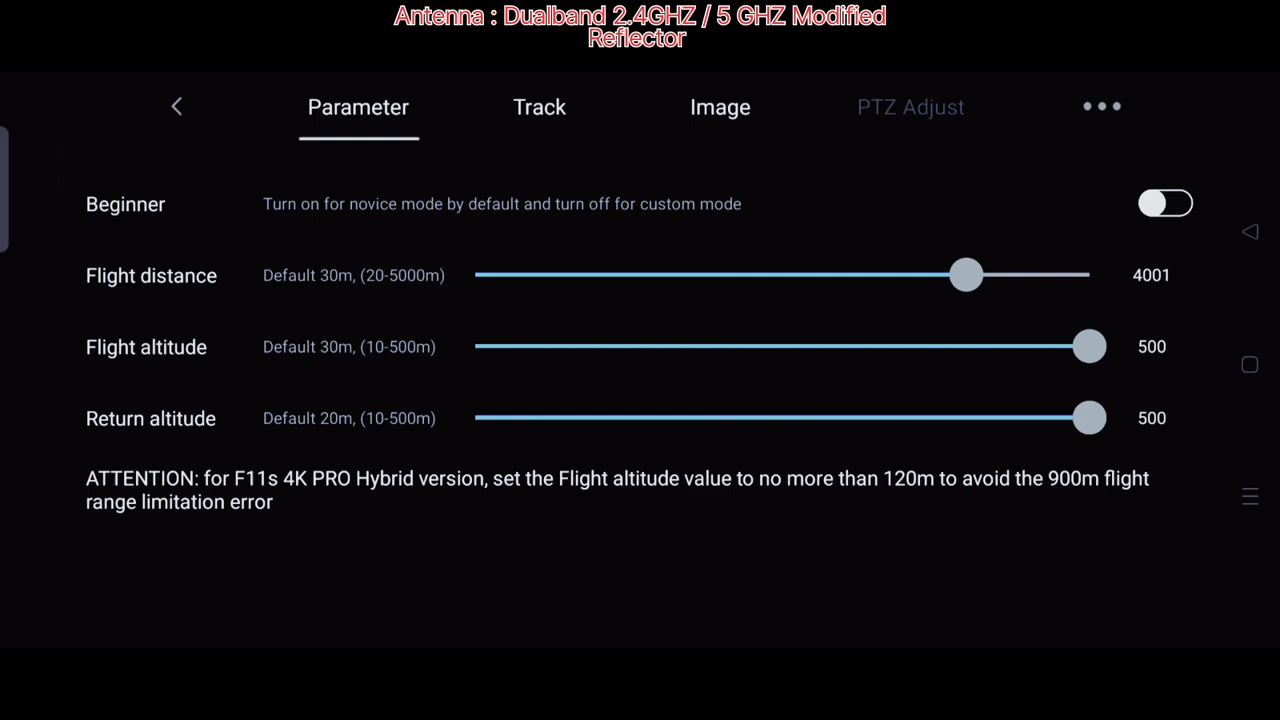 Antenna : Dualband 2.4GHZ / 5 GHZ Modified
Reflector
Parameter Track Image PTZ Adjust
Beginner Turn on for novice mode by default and turn off for custom mode
Flight distance Default 30m, (20-5000m) 4001
Flight altitude Default 30m, (10-500m) 500
Return altitude Default 20m, (10-500m) 500
ATTENTION: for F11s 4K PRO Hybrid version, set the Flight altitude value to no more than 120m to avoid the 900m flight
range limitation error